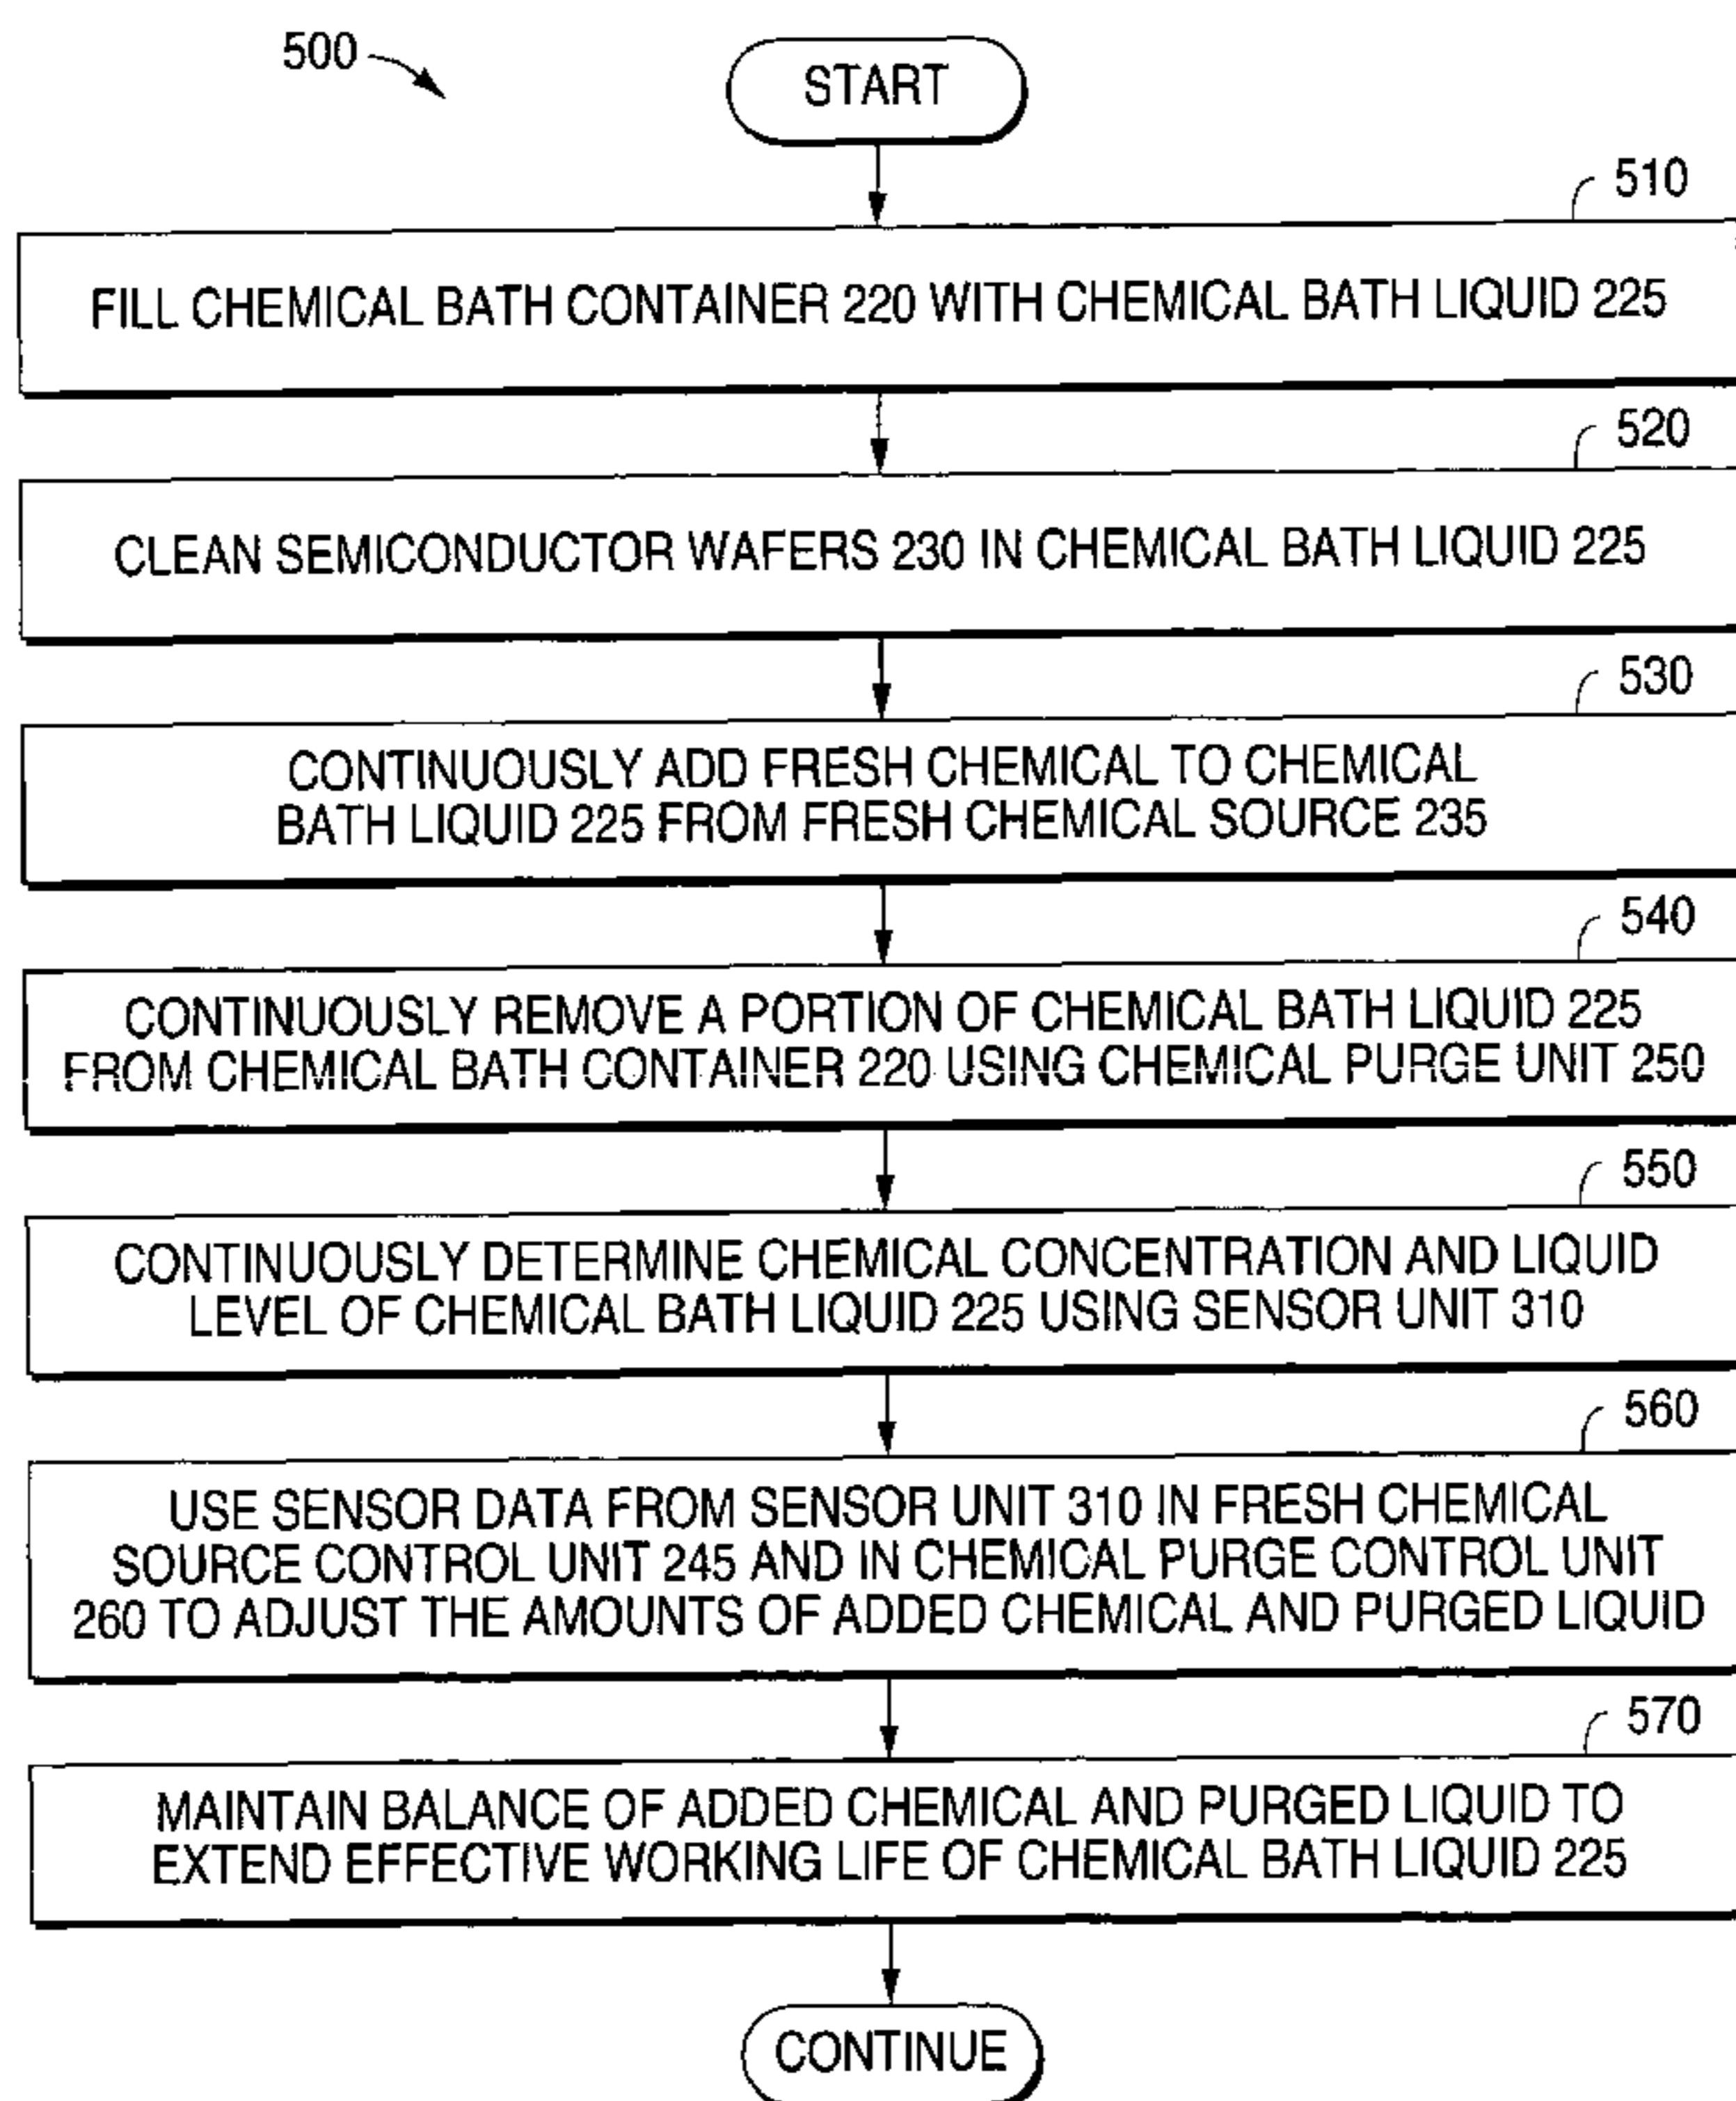 500
START
510
FILL CHEMICAL BATH CONTAINER 220 WITH CHEMICAL BATH LIQUID 225
520
CLEAN SEMICONDUCTOR WAFERS 230 IN CHEMICAL BATH LIQUID 225
530
CONTINUOUSLY ADD FRESH CHEMICAL TO CHEMICAL
BATH LIQUID 225 FROM FRESH CHEMICAL SOURCE 235
540
CONTINUOUSLY REMOVE A PORTION OF CHEMICAL BATH LIQUID 225
FROM CHEMICAL BATH CONTAINER 220 USING CHEMICAL PURGE UNIT 250
550
CONTINUOUSLY DETERMINE CHEMICAL CONCENTRATION AND LIQUID
LEVEL OF CHEMICAL BATH LIQUID 225 USING SENSOR UNIT 310
560
USE SENSOR DATA FROM SENSOR UNIT 310 IN FRESH CHEMICAL
SOURCE CONTROL UNIT 245 AND IN CHEMICAL PURGE CONTROL UNIT
260 TO ADJUST THE AMOUNTS OF ADDED CHEMICAL AND PURGED LIQUID
570
MAINTAIN BALANCE OF ADDED CHEMICAL AND PURGED LIQUID TO
EXTEND EFFECTIVE WORKING LIFE OF CHEMICAL BATH LIQUID 225
CONTINUE